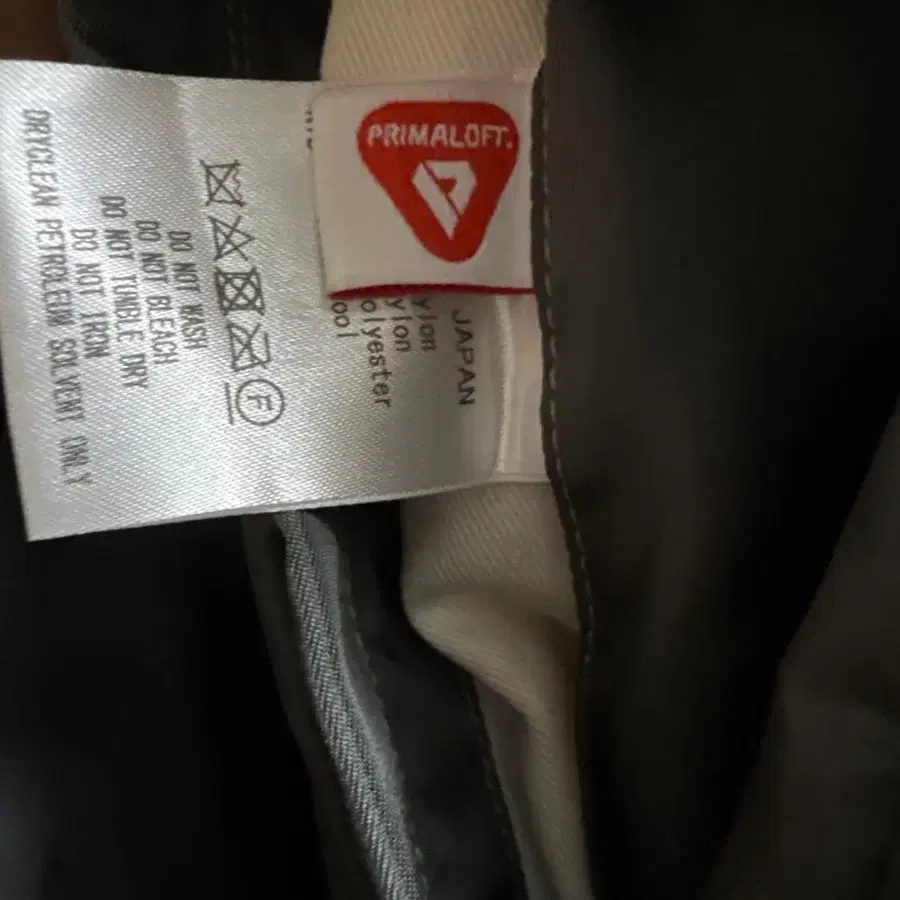 PRIMALOFT.
JAPAN
ylon
ylon
olyester
ool
F
DO NOT WASH
DO NOT BLEACH
DO NOT TUMBLE DRY
DO NOT IRON
DRYCLEAN PETROLEUM SOLVENT ONLY